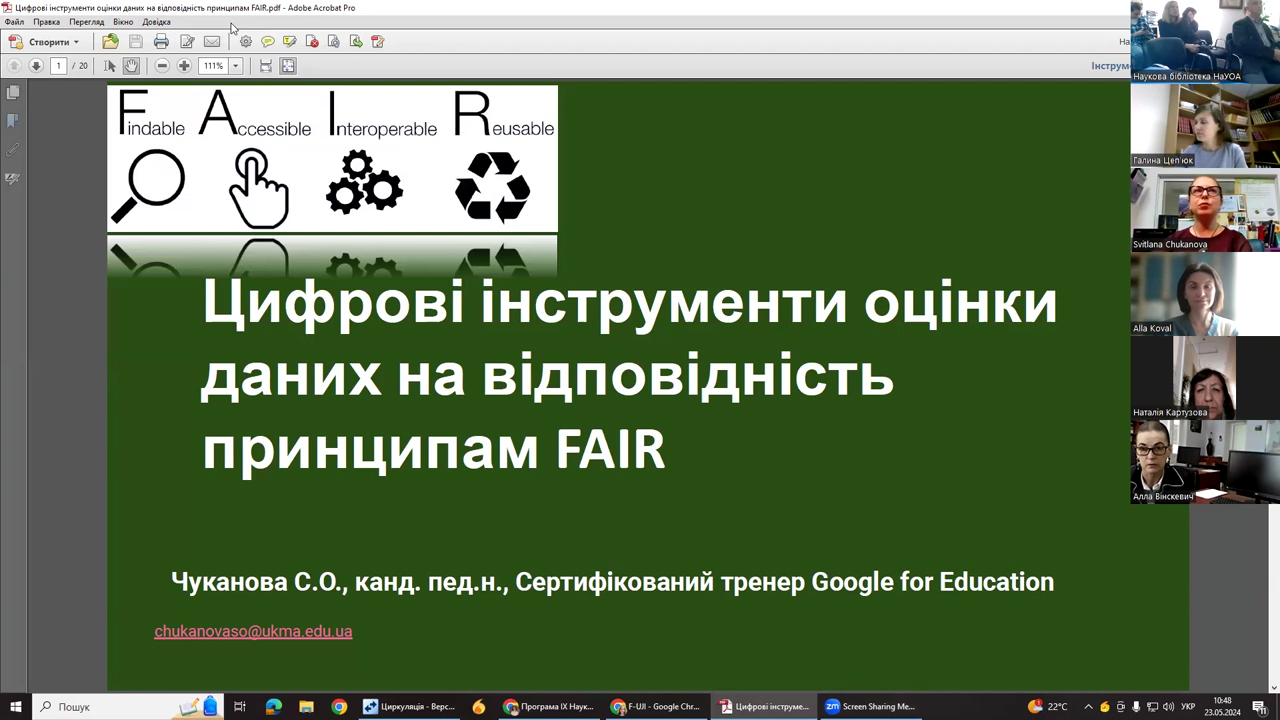 Цифрові інструменти оцінки даних на відповідність принципам FAIR.pdf - Adobe Acrobat Pro
Файл Правка Перегляд Вікно Довідка
Створити
1 / 20 111%
Інструм
Findable Accessible Interoperable Reusable
Цифрові інструменти оцінки
даних на відповідність
принципам FAIR
Чуканова С.О., канд. пед.н., Сертифікований тренер Google for Education
chukanovaso@ukma.edu.ua
Наукова бібліотека НаУОА
Галина Цеп'юк
Svitlana Chukanova
Alla Koval
Наталія Картузова
Алла Вінскевич
Пошук
Циркуляція - Верс...
Програма IX Наук...
F-UJI - Google Chr...
Цифрові інструме...
Screen Sharing Me...
22°C
УКР
10:48
23.05.2024